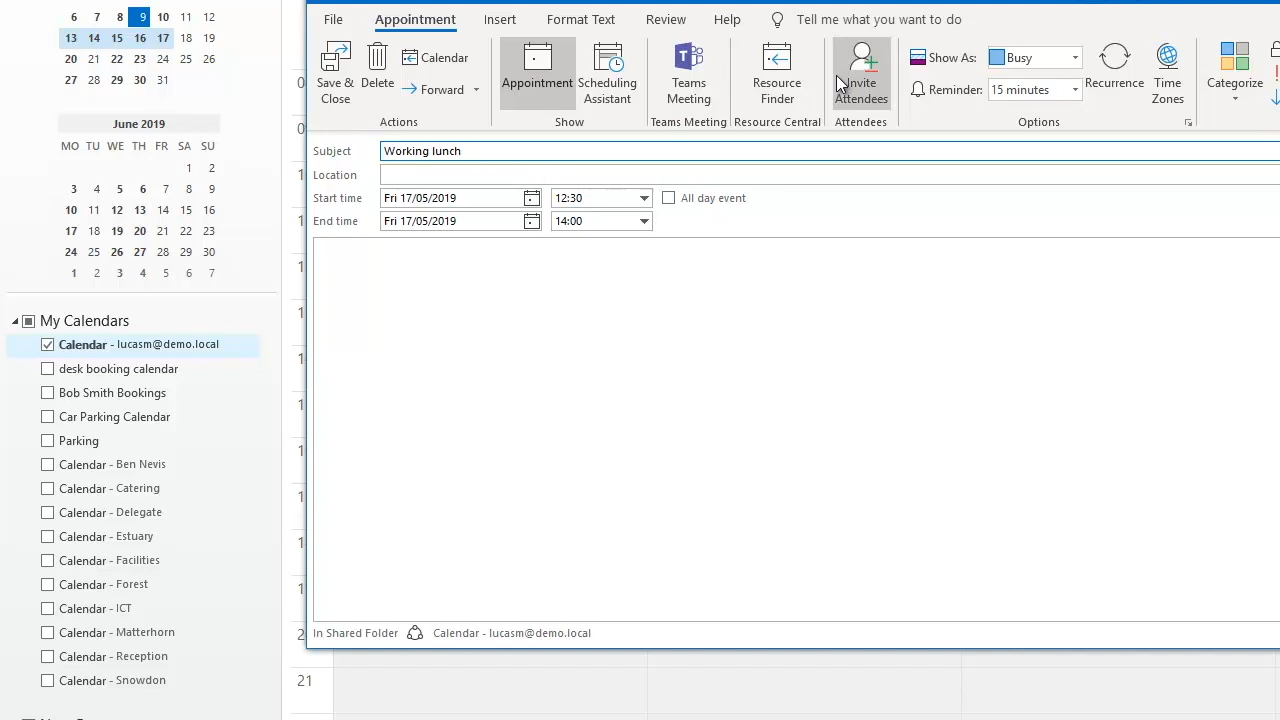 6 7 8 9 10 11 12
13 14 15 16 17 18 19
20 21 22 23 24 25 26
27 28 29 30 31
June 2019
MO TU WE TH FR SA SU
1 2
3 4 5 6 7 8 9
10 11 12 13 14 15 16
17 18 19 20 21 22 23
24 25 26 27 28 29 30
1 2 3 4 5 6 7
My Calendars
Calendar - lucasm@demo.local
desk booking calendar
Bob Smith Bookings
Car Parking Calendar
Parking
Calendar - Ben Nevis
Calendar - Catering
Calendar - Delegate
Calendar - Estuary
Calendar - Facilities
Calendar - Forest
Calendar - ICT
Calendar - Matterhorn
Calendar - Reception
Calendar - Snowdon
File Appointment Insert Format Text Review Help Tell me what you want to do
Save & Close
Delete
Calendar
Forward
Actions
Appointment
Scheduling Assistant
Show
Teams Meeting
Teams Meeting
Resource Finder
Resource Central
Invite Attendees
Attendees
Show As: Busy
Reminder: 15 minutes
Recurrence
Time Zones
Options
Categorize
Subject Working lunch
Location
Start time Fri 17/05/2019 12:30 All day event
End time Fri 17/05/2019 14:00
In Shared Folder Calendar - lucasm@demo.local
21